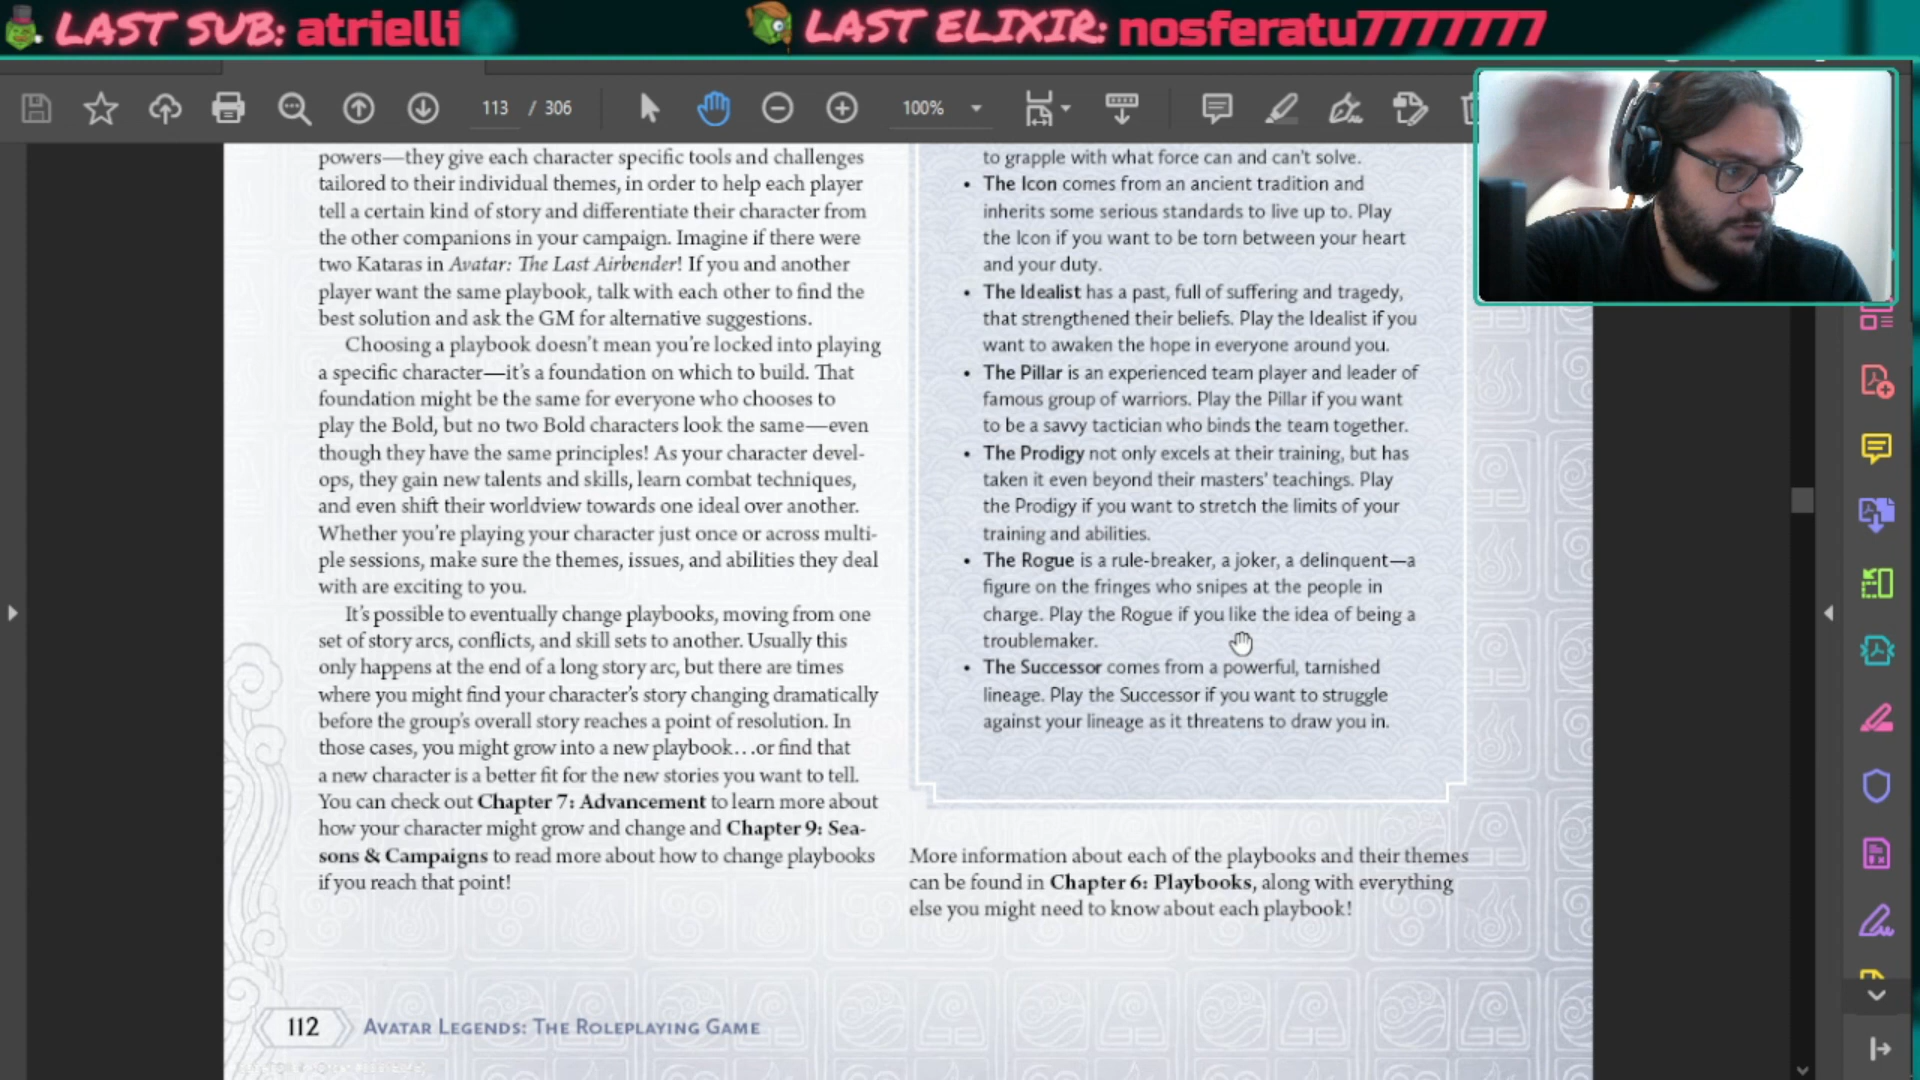 LAST SUB: atrielli
LAST ELIXIR: nosferatu7777777
113 / 306
100%
powers—they give each character specific tools and challenges
tailored to their individual themes, in order to help each player
tell a certain kind of story and differentiate their character from
the other companions in your campaign. Imagine if there were
two Kataras in Avatar: The Last Airbender! If you and another
player want the same playbook, talk with each other to find the
best solution and ask the GM for alternative suggestions.
Choosing a playbook doesn't mean you're locked into playing
a specific character—it's a foundation on which to build. That
foundation might be the same for everyone who chooses to
play the Bold, but no two Bold characters look the same—even
though they have the same principles! As your character devel-
ops, they gain new talents and skills, learn combat techniques,
and even shift their worldview towards one ideal over another.
Whether you're playing your character just once or across multi-
ple sessions, make sure the themes, issues, and abilities they deal
with are exciting to you.
It's possible to eventually change playbooks, moving from one
set of story arcs, conflicts, and skill sets to another. Usually this
only happens at the end of a long story arc, but there are times
where you might find your character's story changing dramatically
before the group's overall story reaches a point of resolution. In
those cases, you might grow into a new playbook…or find that
a new character is a better fit for the new stories you want to tell.
You can check out Chapter 7: Advancement to learn more about
how your character might grow and change and Chapter 9: Sea-
sons & Campaigns to read more about how to change playbooks
if you reach that point!
to grapple with what force can and can't solve.
• The Icon comes from an ancient tradition and
inherits some serious standards to live up to. Play
the Icon if you want to be torn between your heart
and your duty.
• The Idealist has a past, full of suffering and tragedy,
that strengthened their beliefs. Play the Idealist if you
want to awaken the hope in everyone around you.
• The Pillar is an experienced team player and leader of
famous group of warriors. Play the Pillar if you want
to be a savvy tactician who binds the team together.
• The Prodigy not only excels at their training, but has
taken it even beyond their masters' teachings. Play
the Prodigy if you want to stretch the limits of your
training and abilities.
• The Rogue is a rule-breaker, a joker, a delinquent—a
figure on the fringes who snipes at the people in
charge. Play the Rogue if you like the idea of being a
troublemaker.
• The Successor comes from a powerful, tarnished
lineage. Play the Successor if you want to struggle
against your lineage as it threatens to draw you in.
More information about each of the playbooks and their themes
can be found in Chapter 6: Playbooks, along with everything
else you might need to know about each playbook!
112 Avatar Legends: The Roleplaying Game